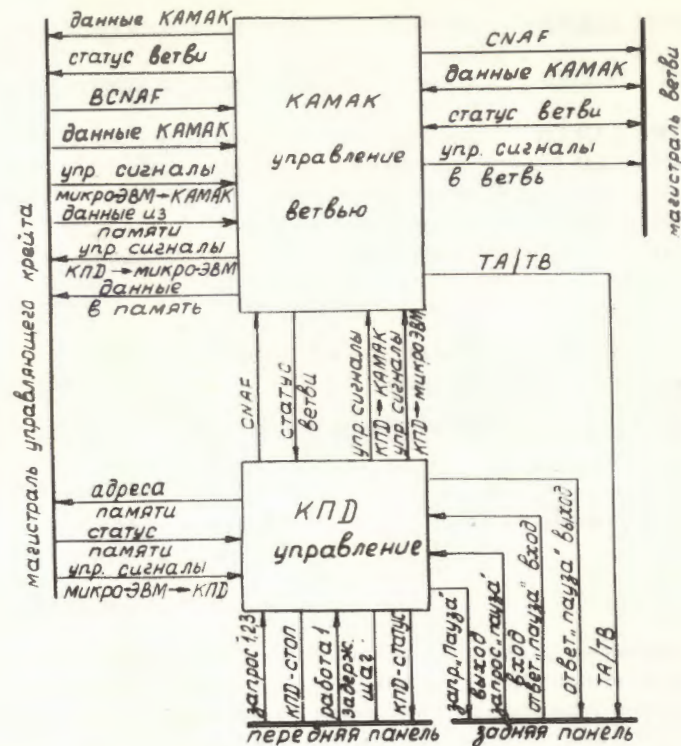 данные КАМАК
статус ветви
BCNAF
данные КАМАК
упр. сигналы
микроЭВМ→КАМАК
данные из
памяти
упр. сигналы
КПД→микроЭВМ
данные
в память
магистраль управляющего крейта
КАМАК
управление
ветвью
CNAF
данные КАМАК
статус ветви
упр. сигналы
в ветвь
магистраль ветви
TA/TB
CNAF
статус
ветви
упр. сигналы
КПД→КАМАК
упр. сигналы
КПД→микроЭВМ
адреса
памяти
статус
памяти
упр. сигналы
микроЭВМ→КПД
КПД
управление
запрос 1,2,3
КПД-стоп
работа 1
задерж.
шаг
КПД-статус
передняя панель
запр. „пауза"
выход
запрос „пауза"
вход
ответ „пауза" вход
ответ „пауза" выход
TA/TB
задняя панель